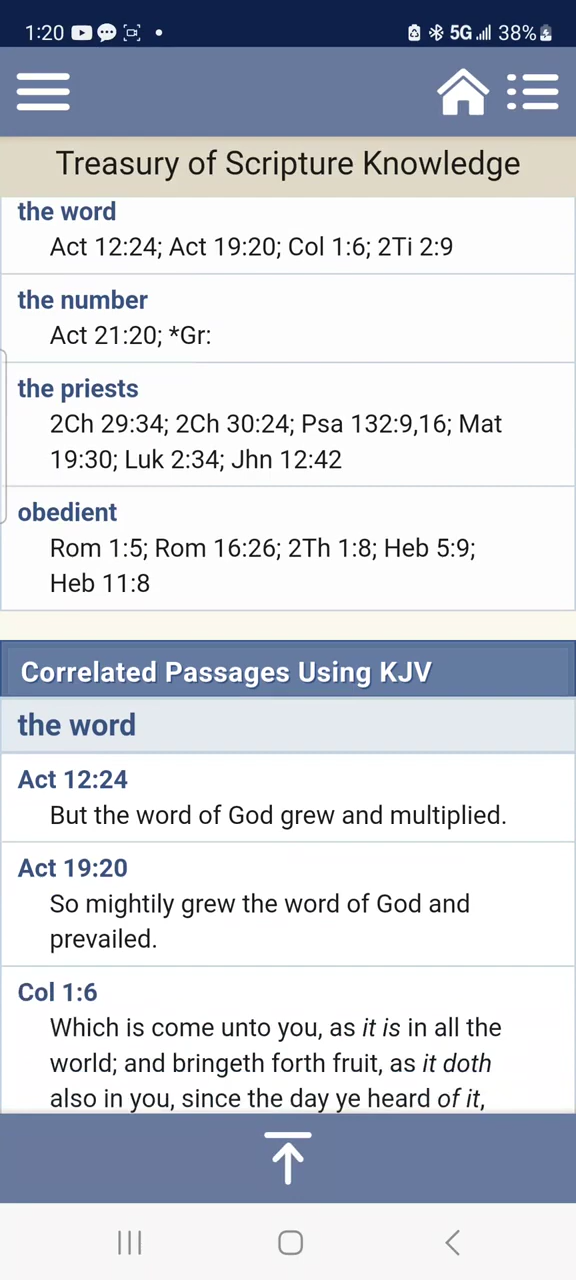 1:20 5G 38%
Treasury of Scripture Knowledge
the word
Act 12:24; Act 19:20; Col 1:6; 2Ti 2:9
the number
Act 21:20; *Gr:
the priests
2Ch 29:34; 2Ch 30:24; Psa 132:9,16; Mat
19:30; Luk 2:34; Jhn 12:42
obedient
Rom 1:5; Rom 16:26; 2Th 1:8; Heb 5:9;
Heb 11:8
Correlated Passages Using KJV
the word
Act 12:24
But the word of God grew and multiplied.
Act 19:20
So mightily grew the word of God and
prevailed.
Col 1:6
Which is come unto you, as it is in all the
world; and bringeth forth fruit, as it doth
also in you, since the day ye heard of it,